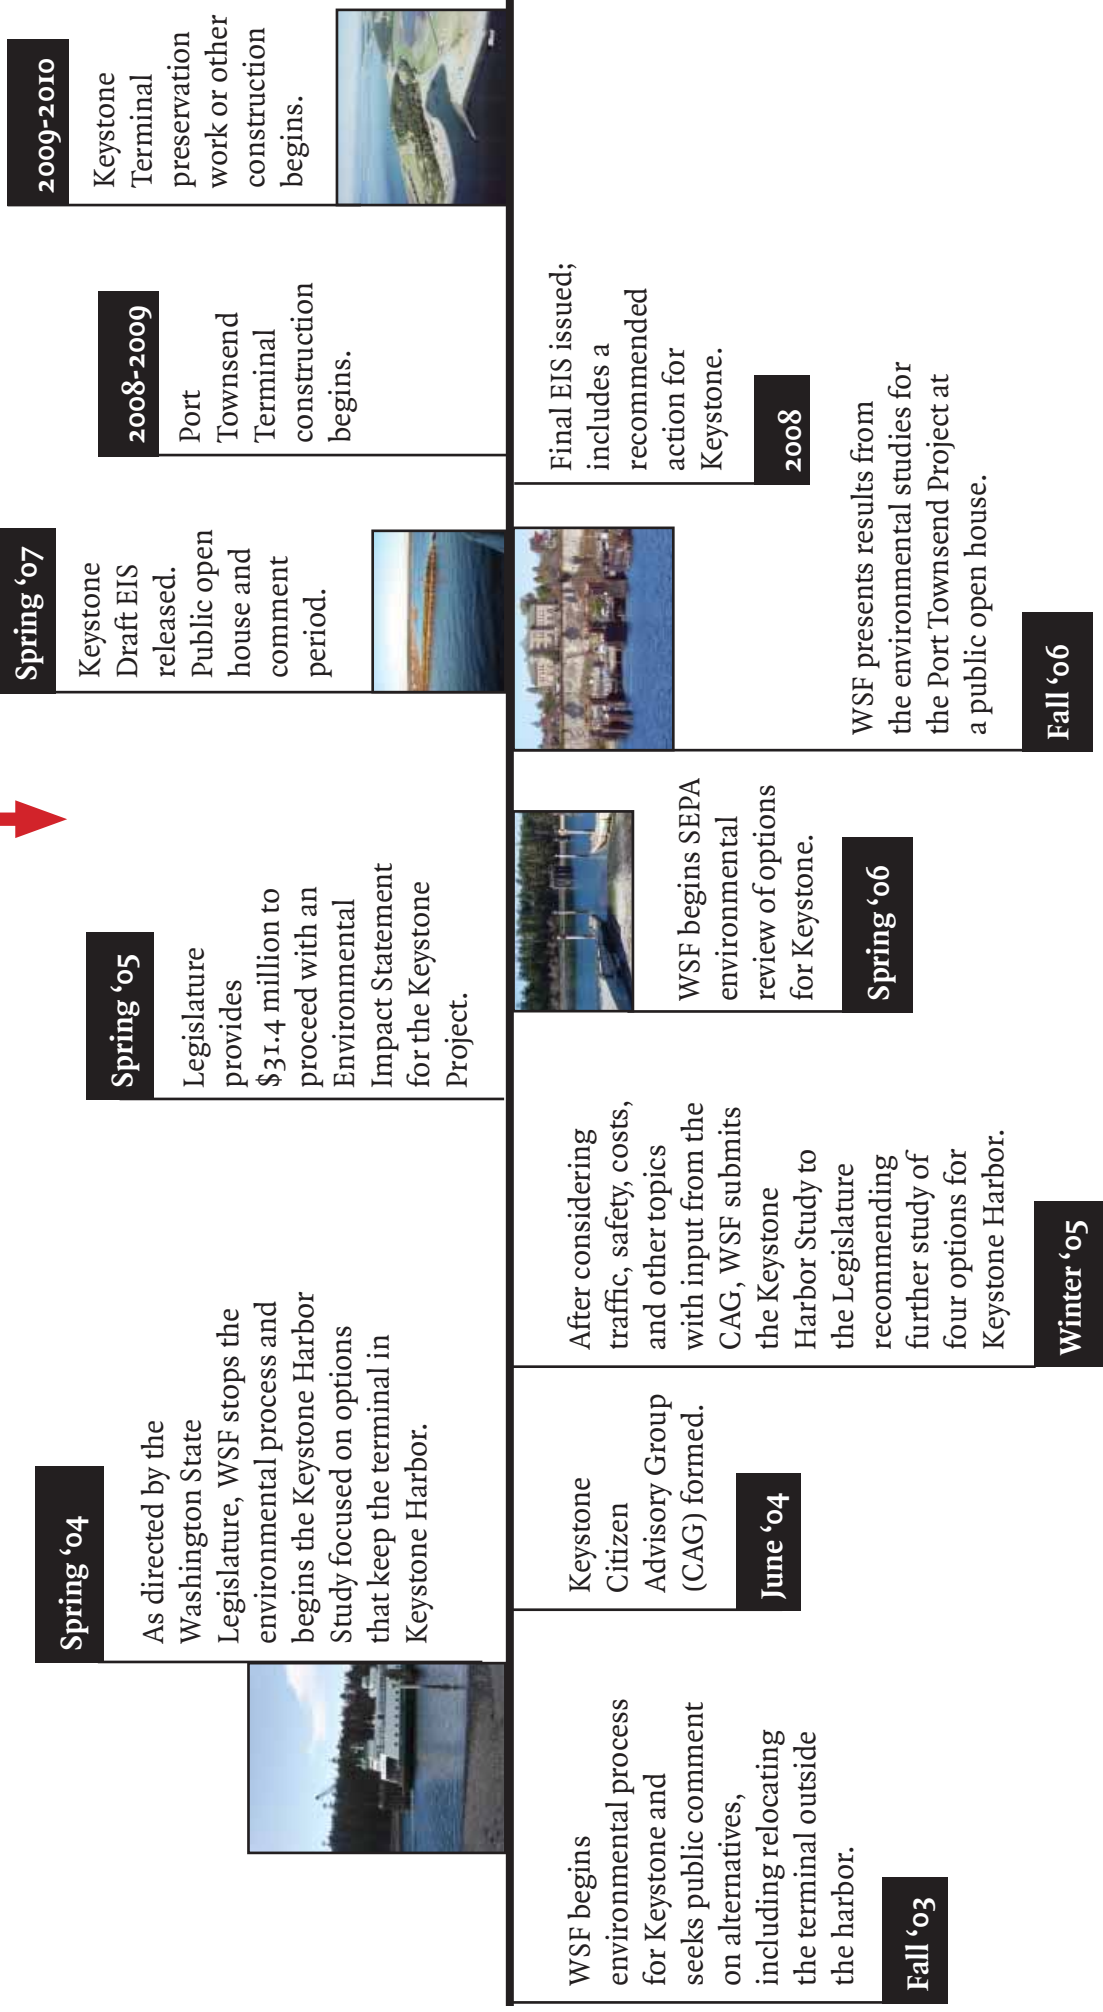 Fall ‘03
WSF begins
environmental process
for Keystone and
seeks public comment
on alternatives,
including relocating
the terminal outside
the harbor.
Spring ‘04
As directed by the
Washington State
Legislature, WSF stops the
environmental process and
begins the Keystone Harbor
Study focused on options
that keep the terminal in
Keystone Harbor.
June ‘04
Keystone
Citizen
Advisory Group
(CAG) formed.
Winter ‘05
After considering
traffic, safety, costs,
and other topics
with input from the
CAG, WSF submits
the Keystone
Harbor Study to
the Legislature
recommending
further study of
four options for
Keystone Harbor.
Spring ‘05
Legislature
provides
$31.4 million to
proceed with an
Environmental
Impact Statement
for the Keystone
Project.
Spring ‘06
WSF begins SEPA
environmental
review of options
for Keystone.
Fall ‘06
WSF presents results from
the environmental studies for
the Port Townsend Project at
a public open house.
Spring ‘07
Keystone
Draft EIS
released.
Public open
house and
comment
period.
2008
Final EIS issued;
includes a
recommended
action for
Keystone.
2008-2009
Port
Townsend
Terminal
construction
begins.
2009-2010
Keystone
Terminal
preservation
work or other
construction
begins.